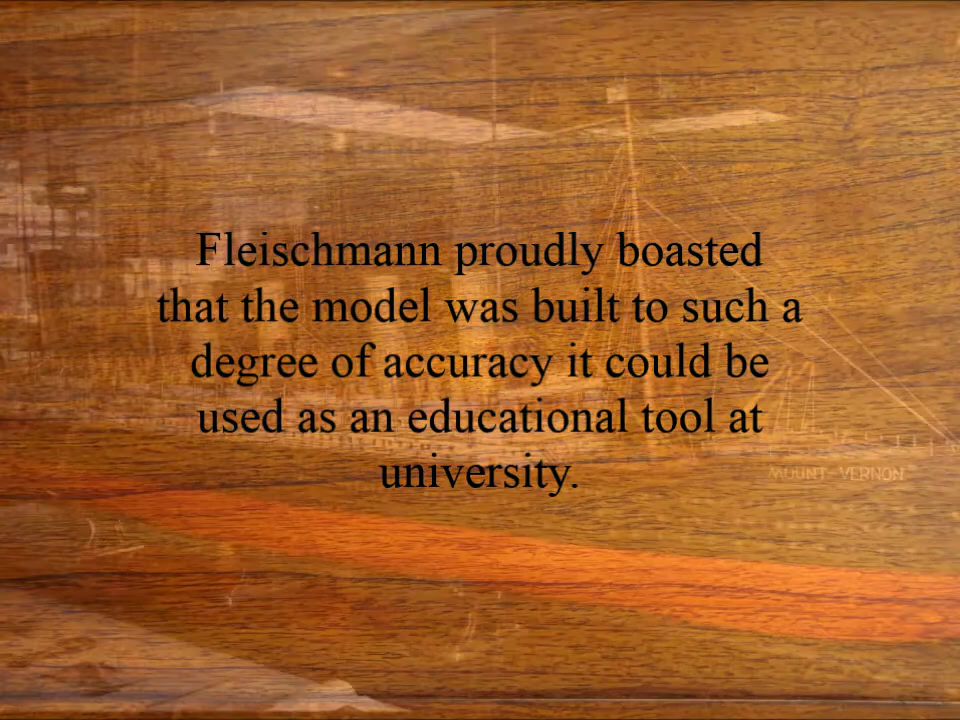 Fleischmann proudly boasted
that the model was built to such a
degree of accuracy it could be
used as an educational tool at
university.
MOUNT-VERNON